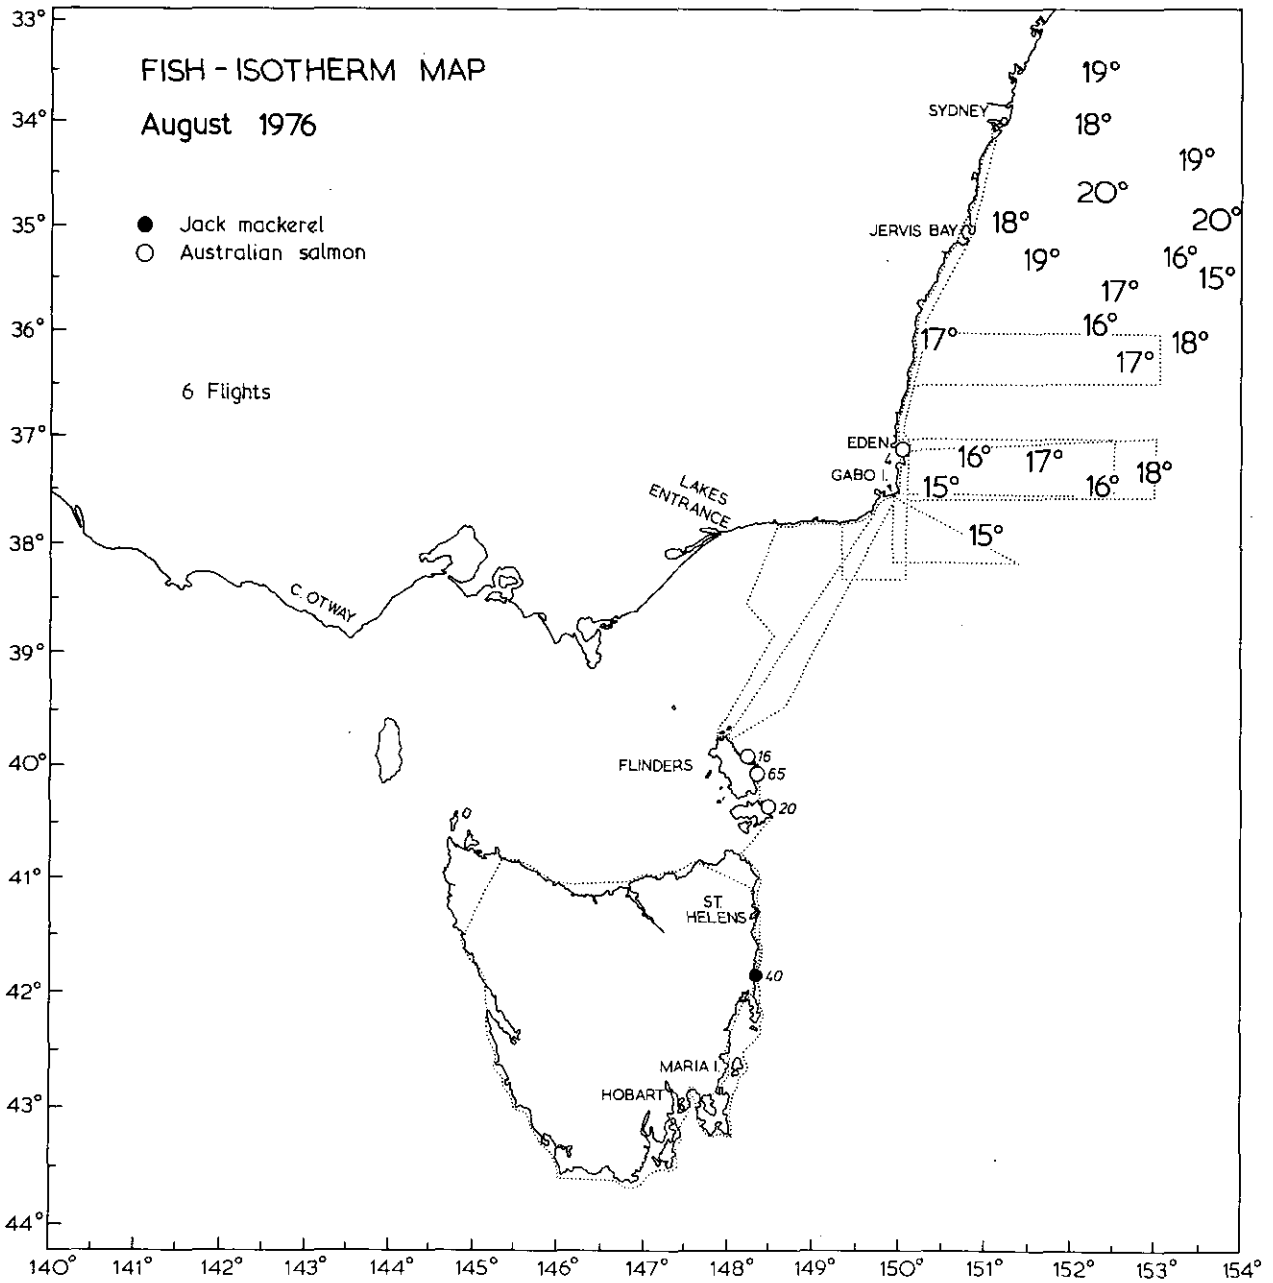 33°
FISH - ISOTHERM MAP
19°
34°
SYDNEY
18°
August 1976
19°
20°
35°
Jack mackerel
18°
20°
JERVIS BAY
Australian salmon
19°
16°
15°
17°
36°
16°
17°
18°
17°
6 Flights
37°
EDEN
4
16°
17°
18°
GABO I.
15°
16°
LAKES
ENTRANCE
38°
15°
C. OTWAY
39°
40°
FLINDERS
16
65
20
41°
ST.
HELENS
42°
40
MARIA I.
43°
HOBART
44°
140° 141° 142° 143° 144° 145° 146° 147° 148° 149° 150° 151° 152° 153° 154°